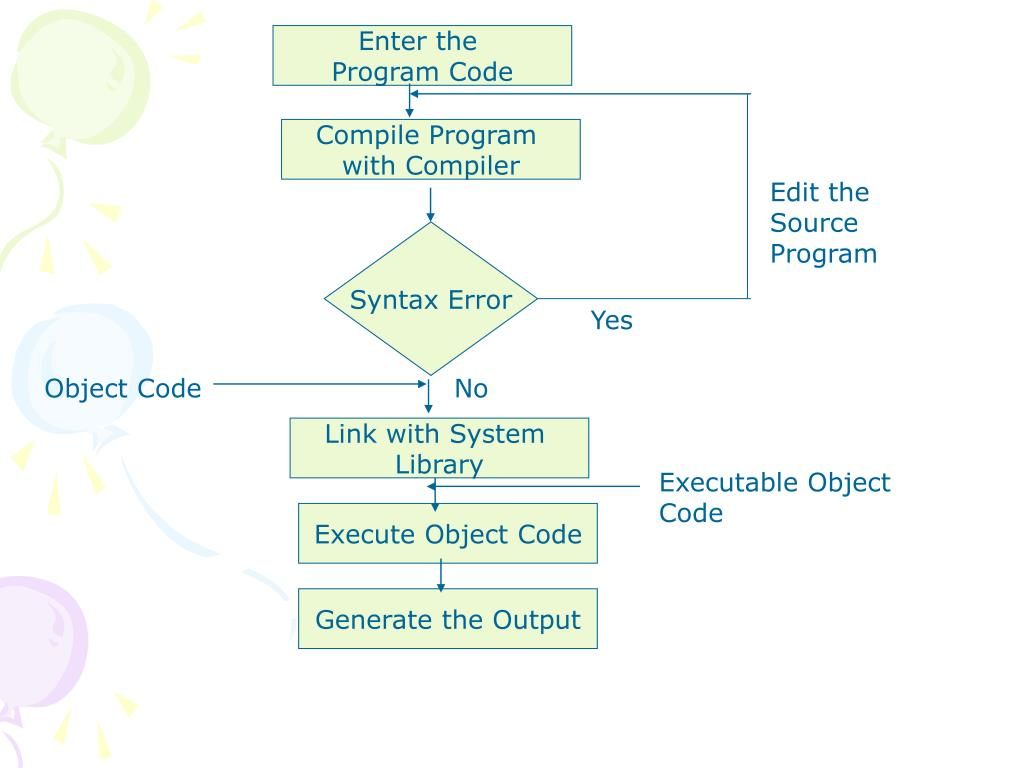 Enter the
Program Code
Compile Program
with Compiler
Edit the
Source
Program
Syntax Error
Yes
Object Code
No
Link with System
Library
Executable Object
Code
Execute Object Code
Generate the Output